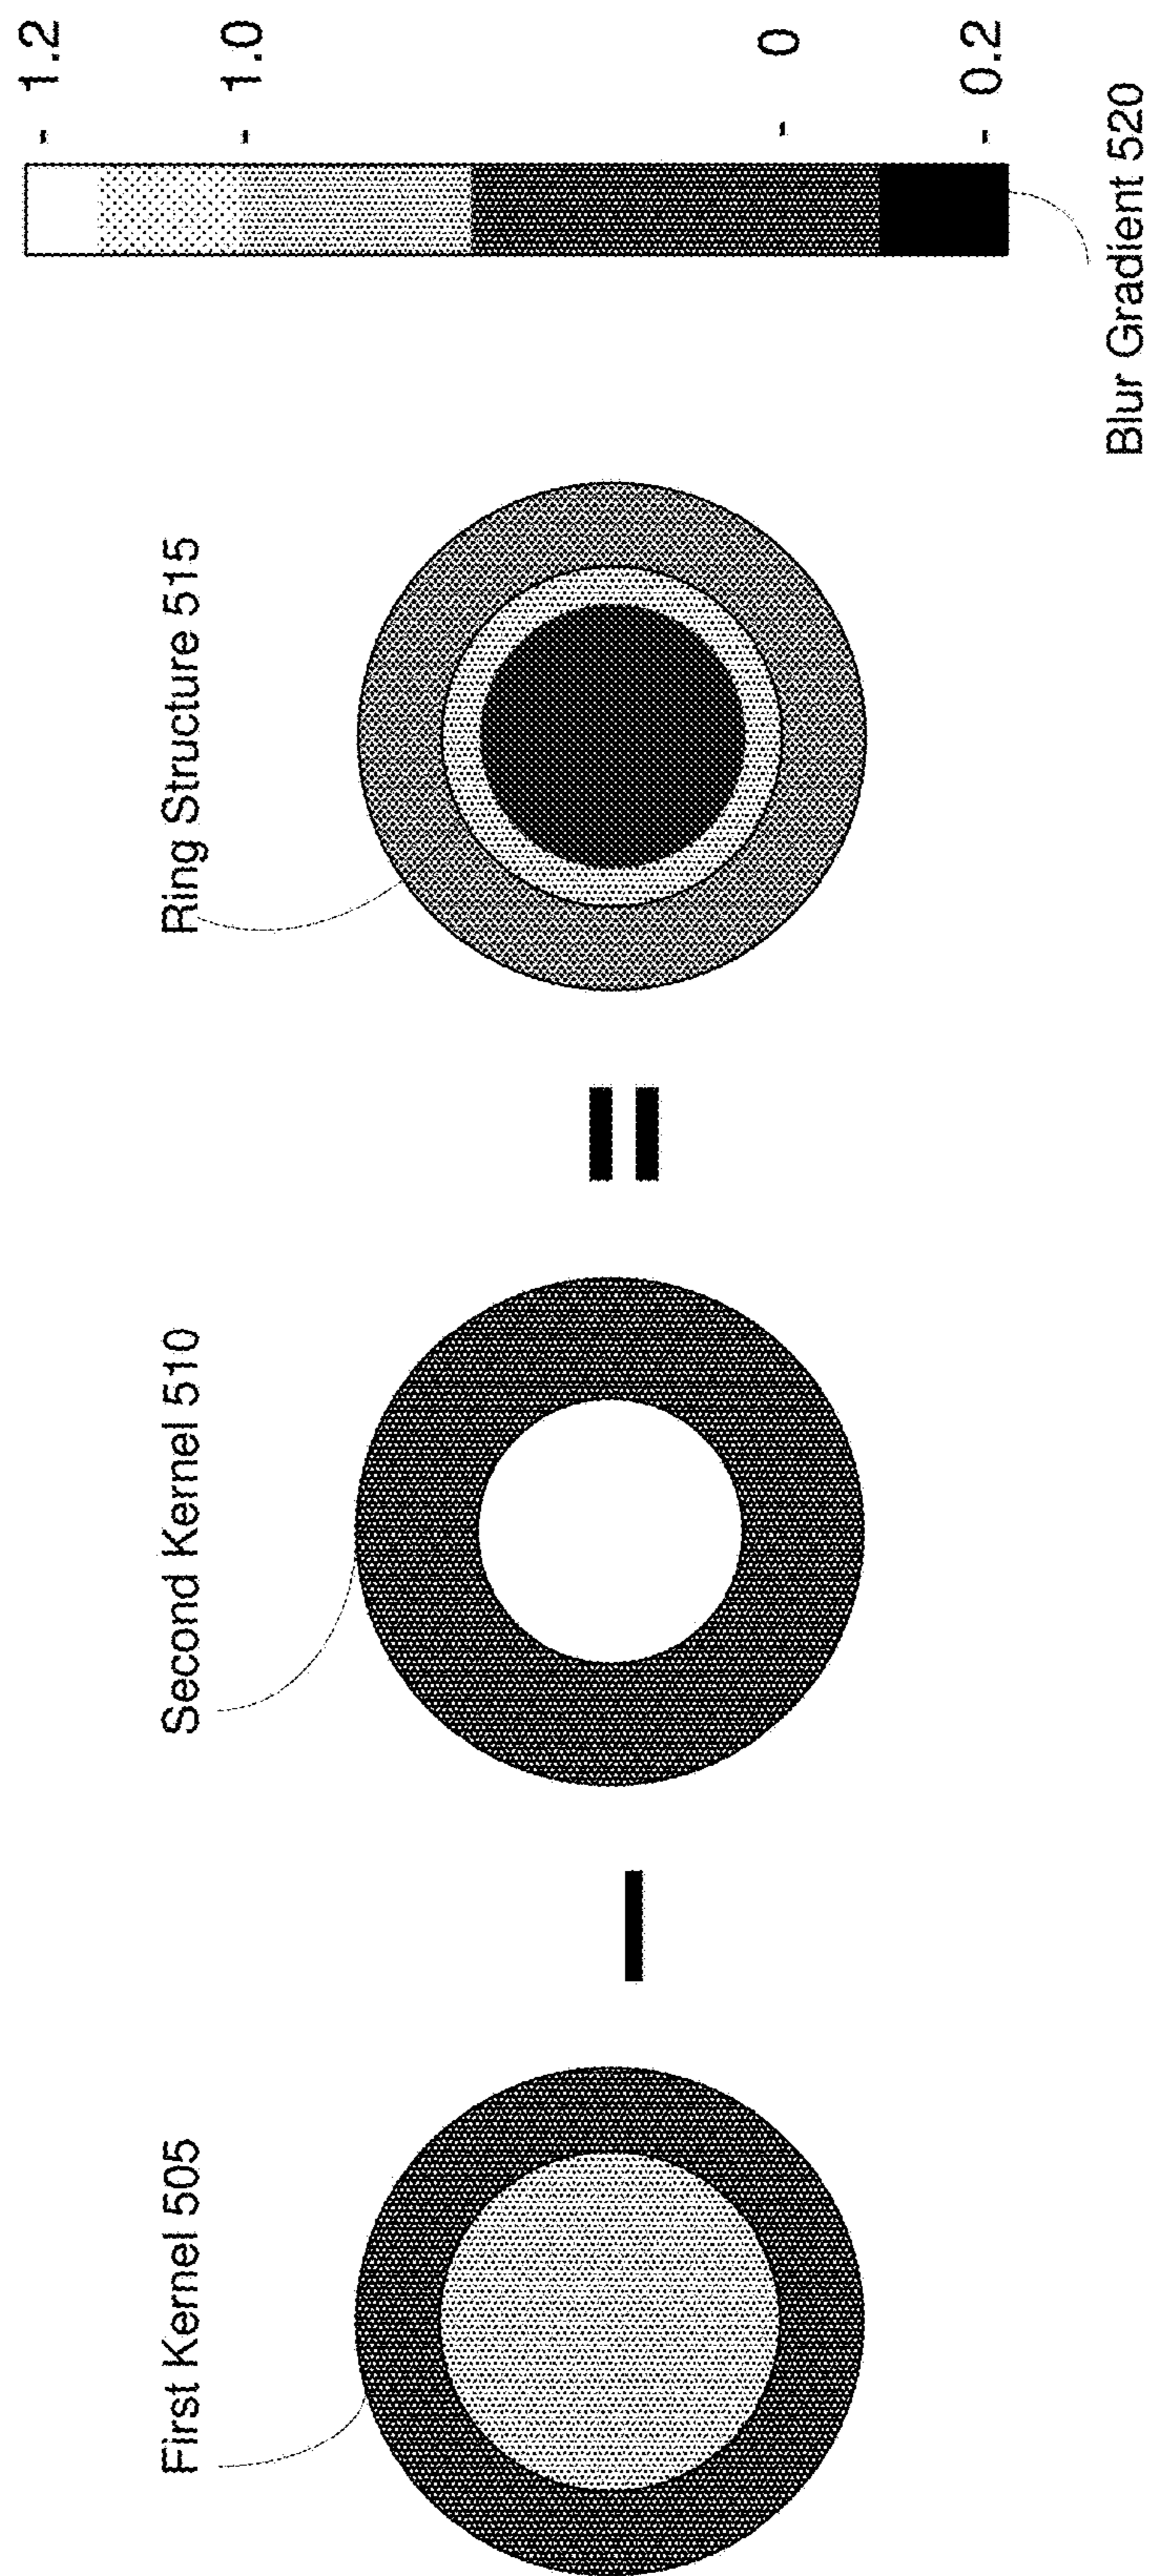 First Kernel 505
Second Kernel 510
Ring Structure 515
- 1.2
- 1.0
- 0
- 0.2
Blur Gradient 520